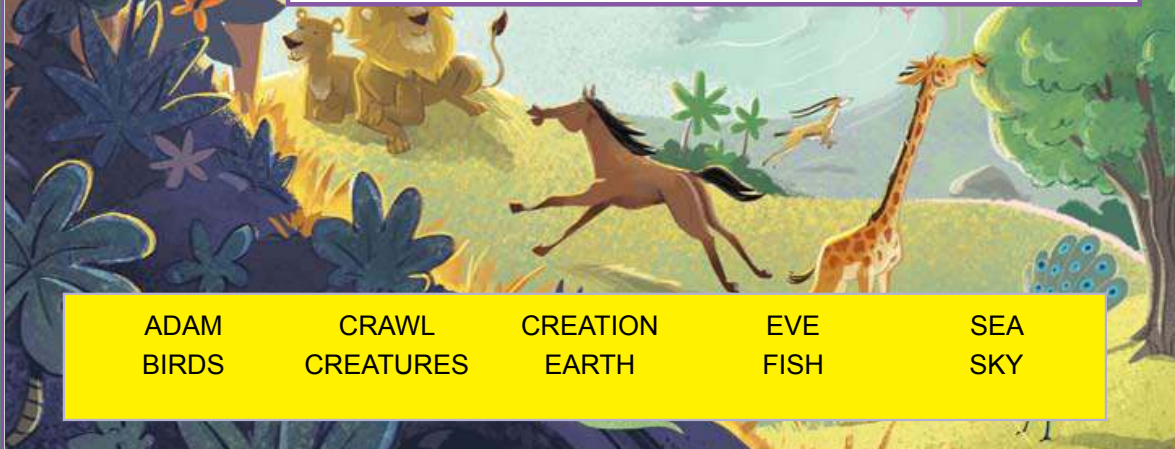 ADAM CRAWL CREATION EVE SEA
BIRDS CREATURES EARTH FISH SKY